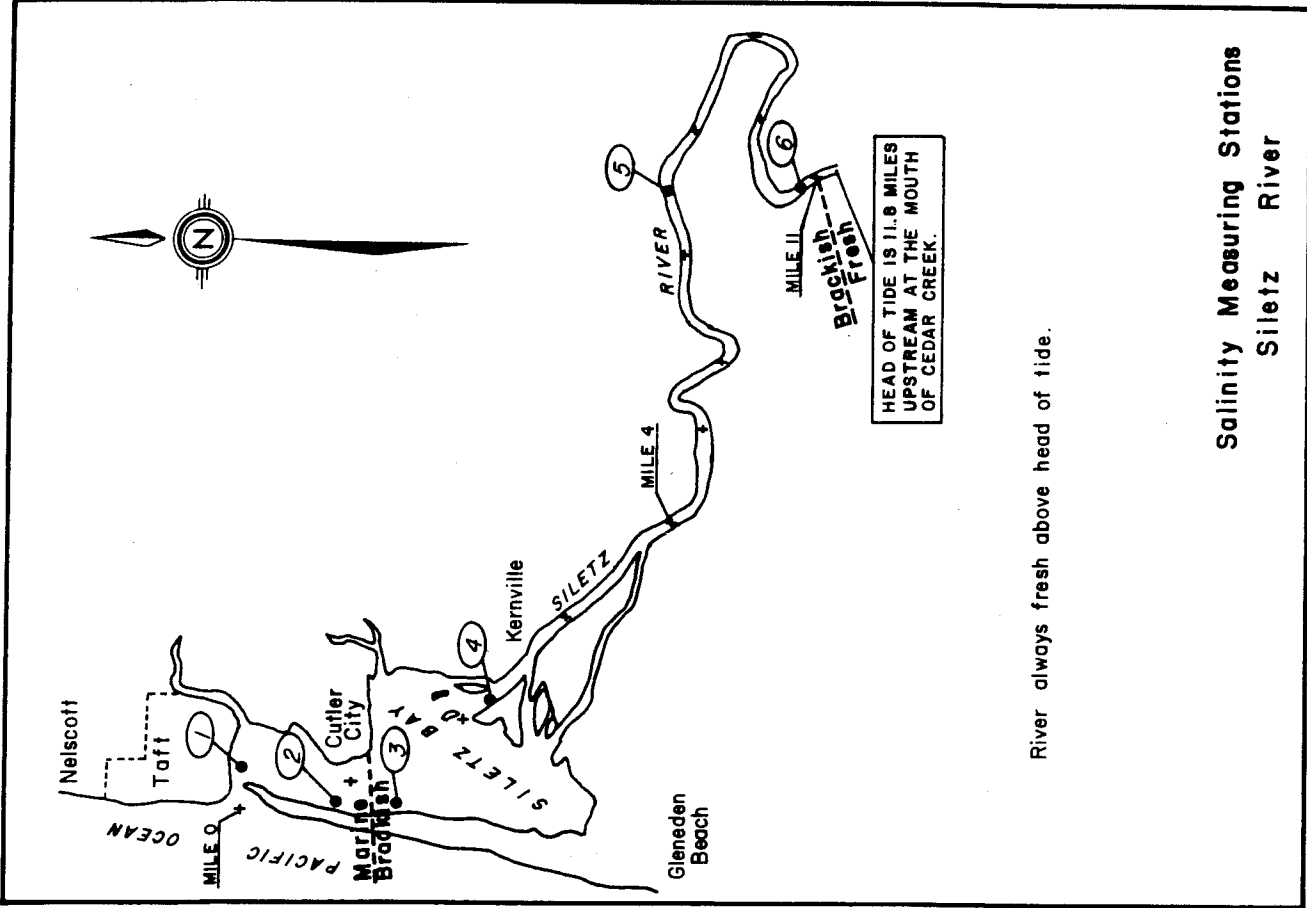 Nelscott
Taft
1
2
Cutler
City
3
4
Kernville
5
6
MILE 0
PACIFIC OCEAN
Marine
Brackish
SILETZ BAY
Gleneden
Beach
SILETZ RIVER
MILE 4
MILE 11
Brackish
Fresh
N
HEAD OF TIDE IS 11.8 MILES
UPSTREAM AT THE MOUTH
OF CEDAR CREEK.
River always fresh above head of tide.
Salinity Measuring Stations
Siletz River